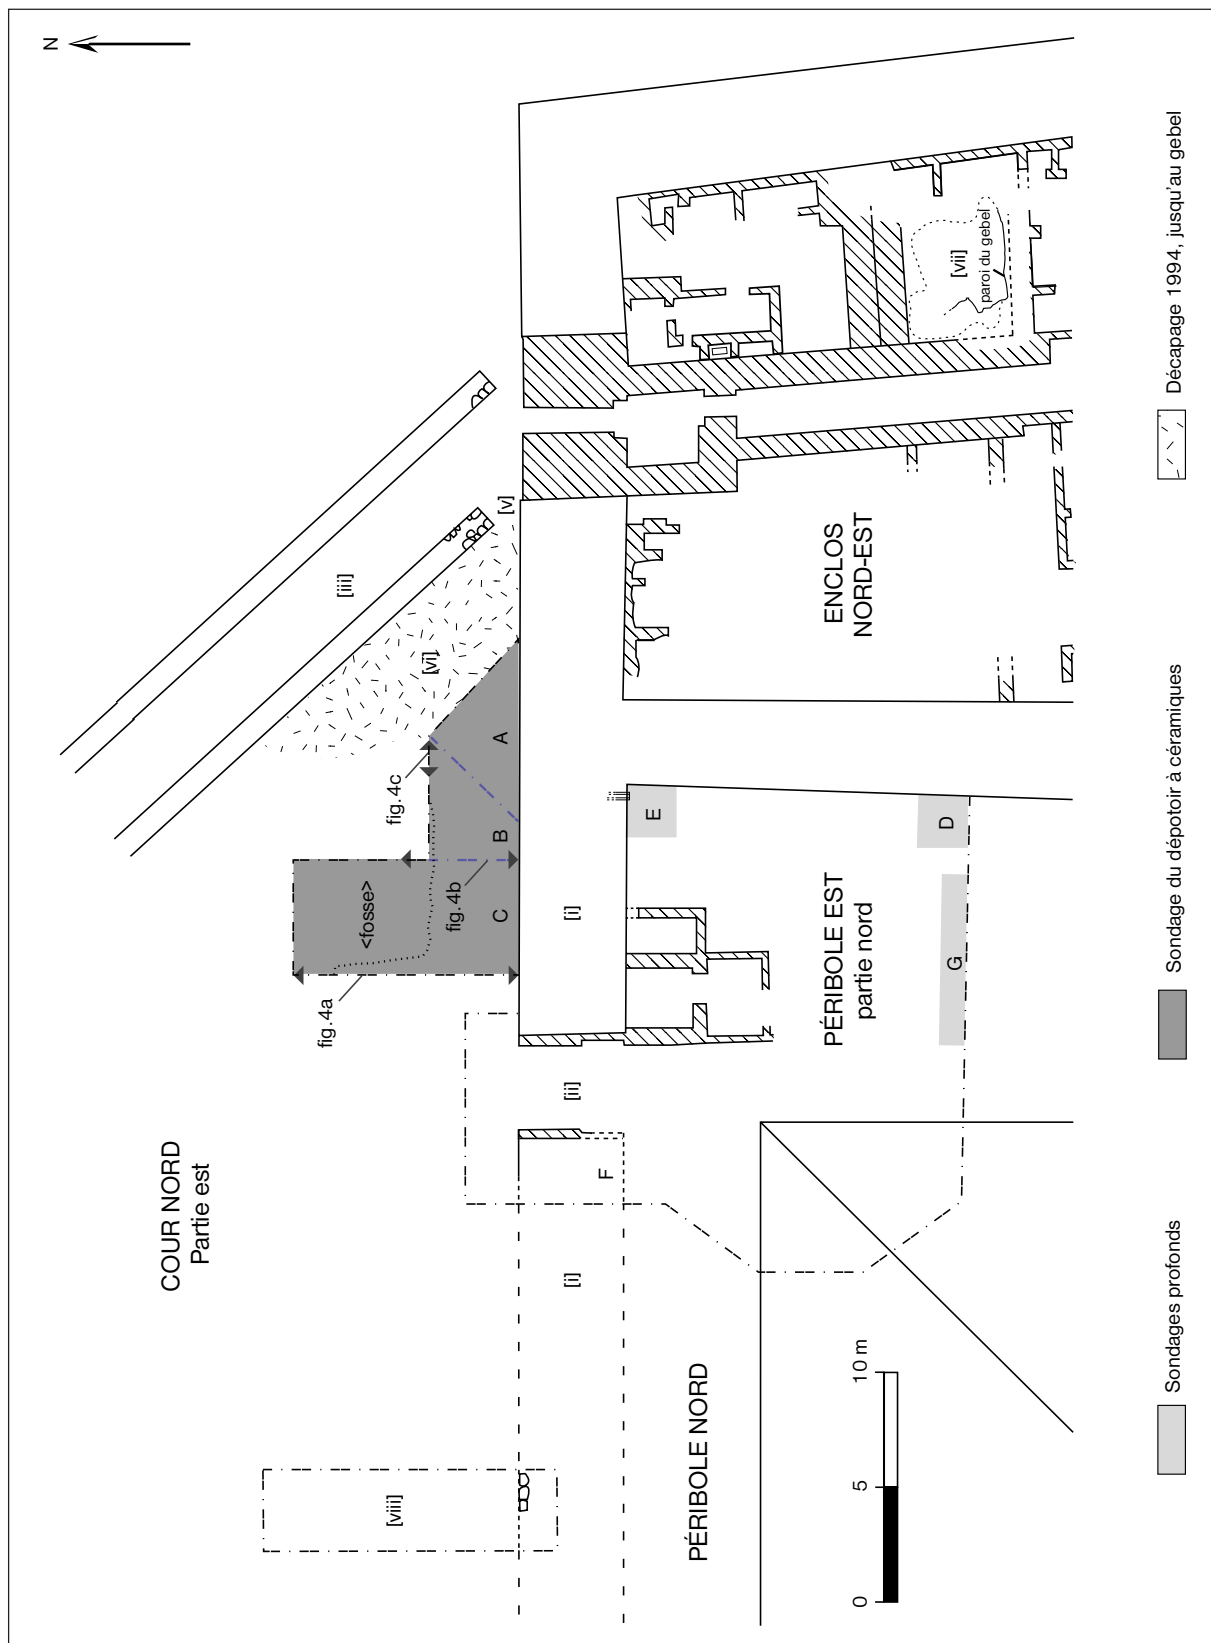 N
COUR NORD
Partie est
[viii]
[i]
[ii]
[i]
F
<fosse>
fig.4a
fig.4b
fig.4c
C
B
A
[vi]
[iii]
[v]
PÉRIBOLE NORD
PÉRIBOLE EST
partie nord
E
D
G
ENCLOS
NORD-EST
[vii]
paroi du gebel
0
5
10 m
Sondages profonds
Sondage du dépotoir à céramiques
Décapage 1994, jusqu'au gebel